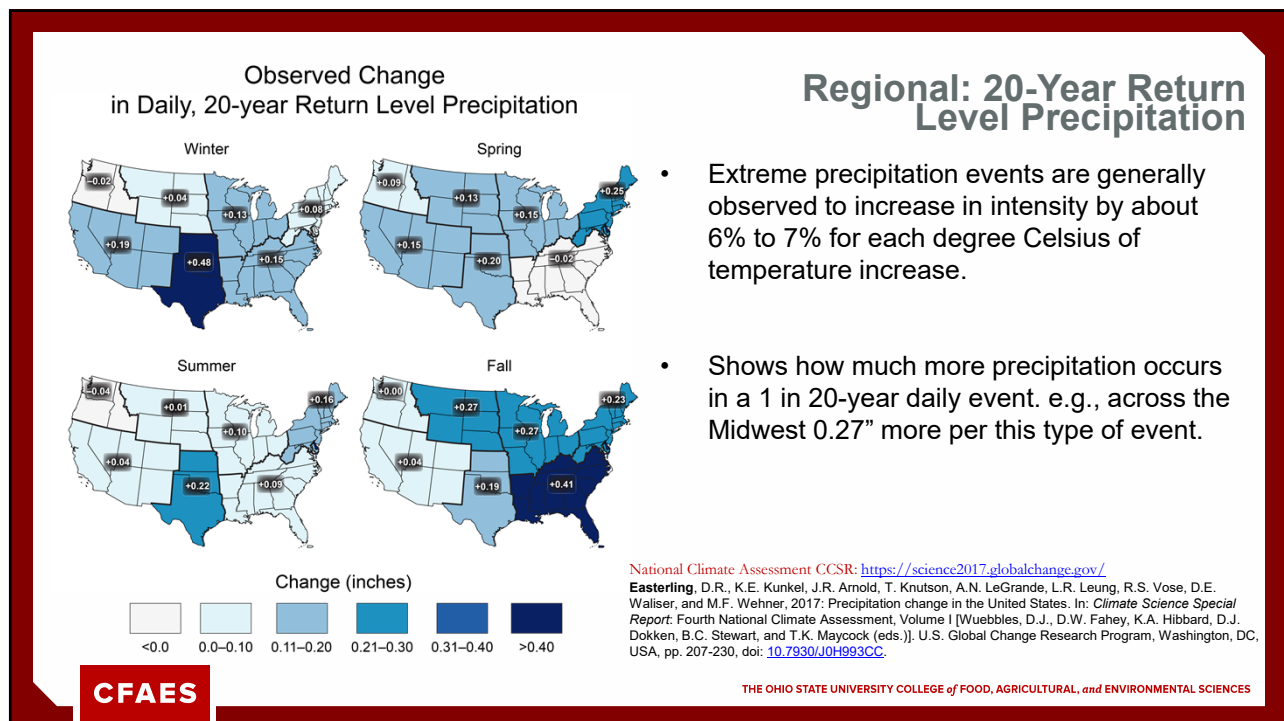 Observed Change
in Daily, 20-year Return Level Precipitation
Winter
−0.02
+0.04
+0.13
+0.08
+0.19
+0.48
+0.15
Spring
+0.09
+0.13
+0.15
+0.25
+0.15
+0.20
−0.02
Summer
−0.04
+0.01
+0.10
+0.16
+0.04
+0.22
+0.09
Fall
+0.00
+0.27
+0.27
+0.23
+0.04
+0.19
+0.41
Change (inches)
<0.0 0.0–0.10 0.11–0.20 0.21–0.30 0.31–0.40 >0.40
Regional: 20-Year Return
Level Precipitation
• Extreme precipitation events are generally
observed to increase in intensity by about
6% to 7% for each degree Celsius of
temperature increase.
• Shows how much more precipitation occurs
in a 1 in 20-year daily event. e.g., across the
Midwest 0.27” more per this type of event.
National Climate Assessment CCSR: https://science2017.globalchange.gov/
Easterling, D.R., K.E. Kunkel, J.R. Arnold, T. Knutson, A.N. LeGrande, L.R. Leung, R.S. Vose, D.E.
Waliser, and M.F. Wehner, 2017: Precipitation change in the United States. In: Climate Science Special
Report: Fourth National Climate Assessment, Volume I [Wuebbles, D.J., D.W. Fahey, K.A. Hibbard, D.J.
Dokken, B.C. Stewart, and T.K. Maycock (eds.)]. U.S. Global Change Research Program, Washington, DC,
USA, pp. 207-230, doi: 10.7930/J0H993CC.
CFAES
THE OHIO STATE UNIVERSITY COLLEGE of FOOD, AGRICULTURAL, and ENVIRONMENTAL SCIENCES